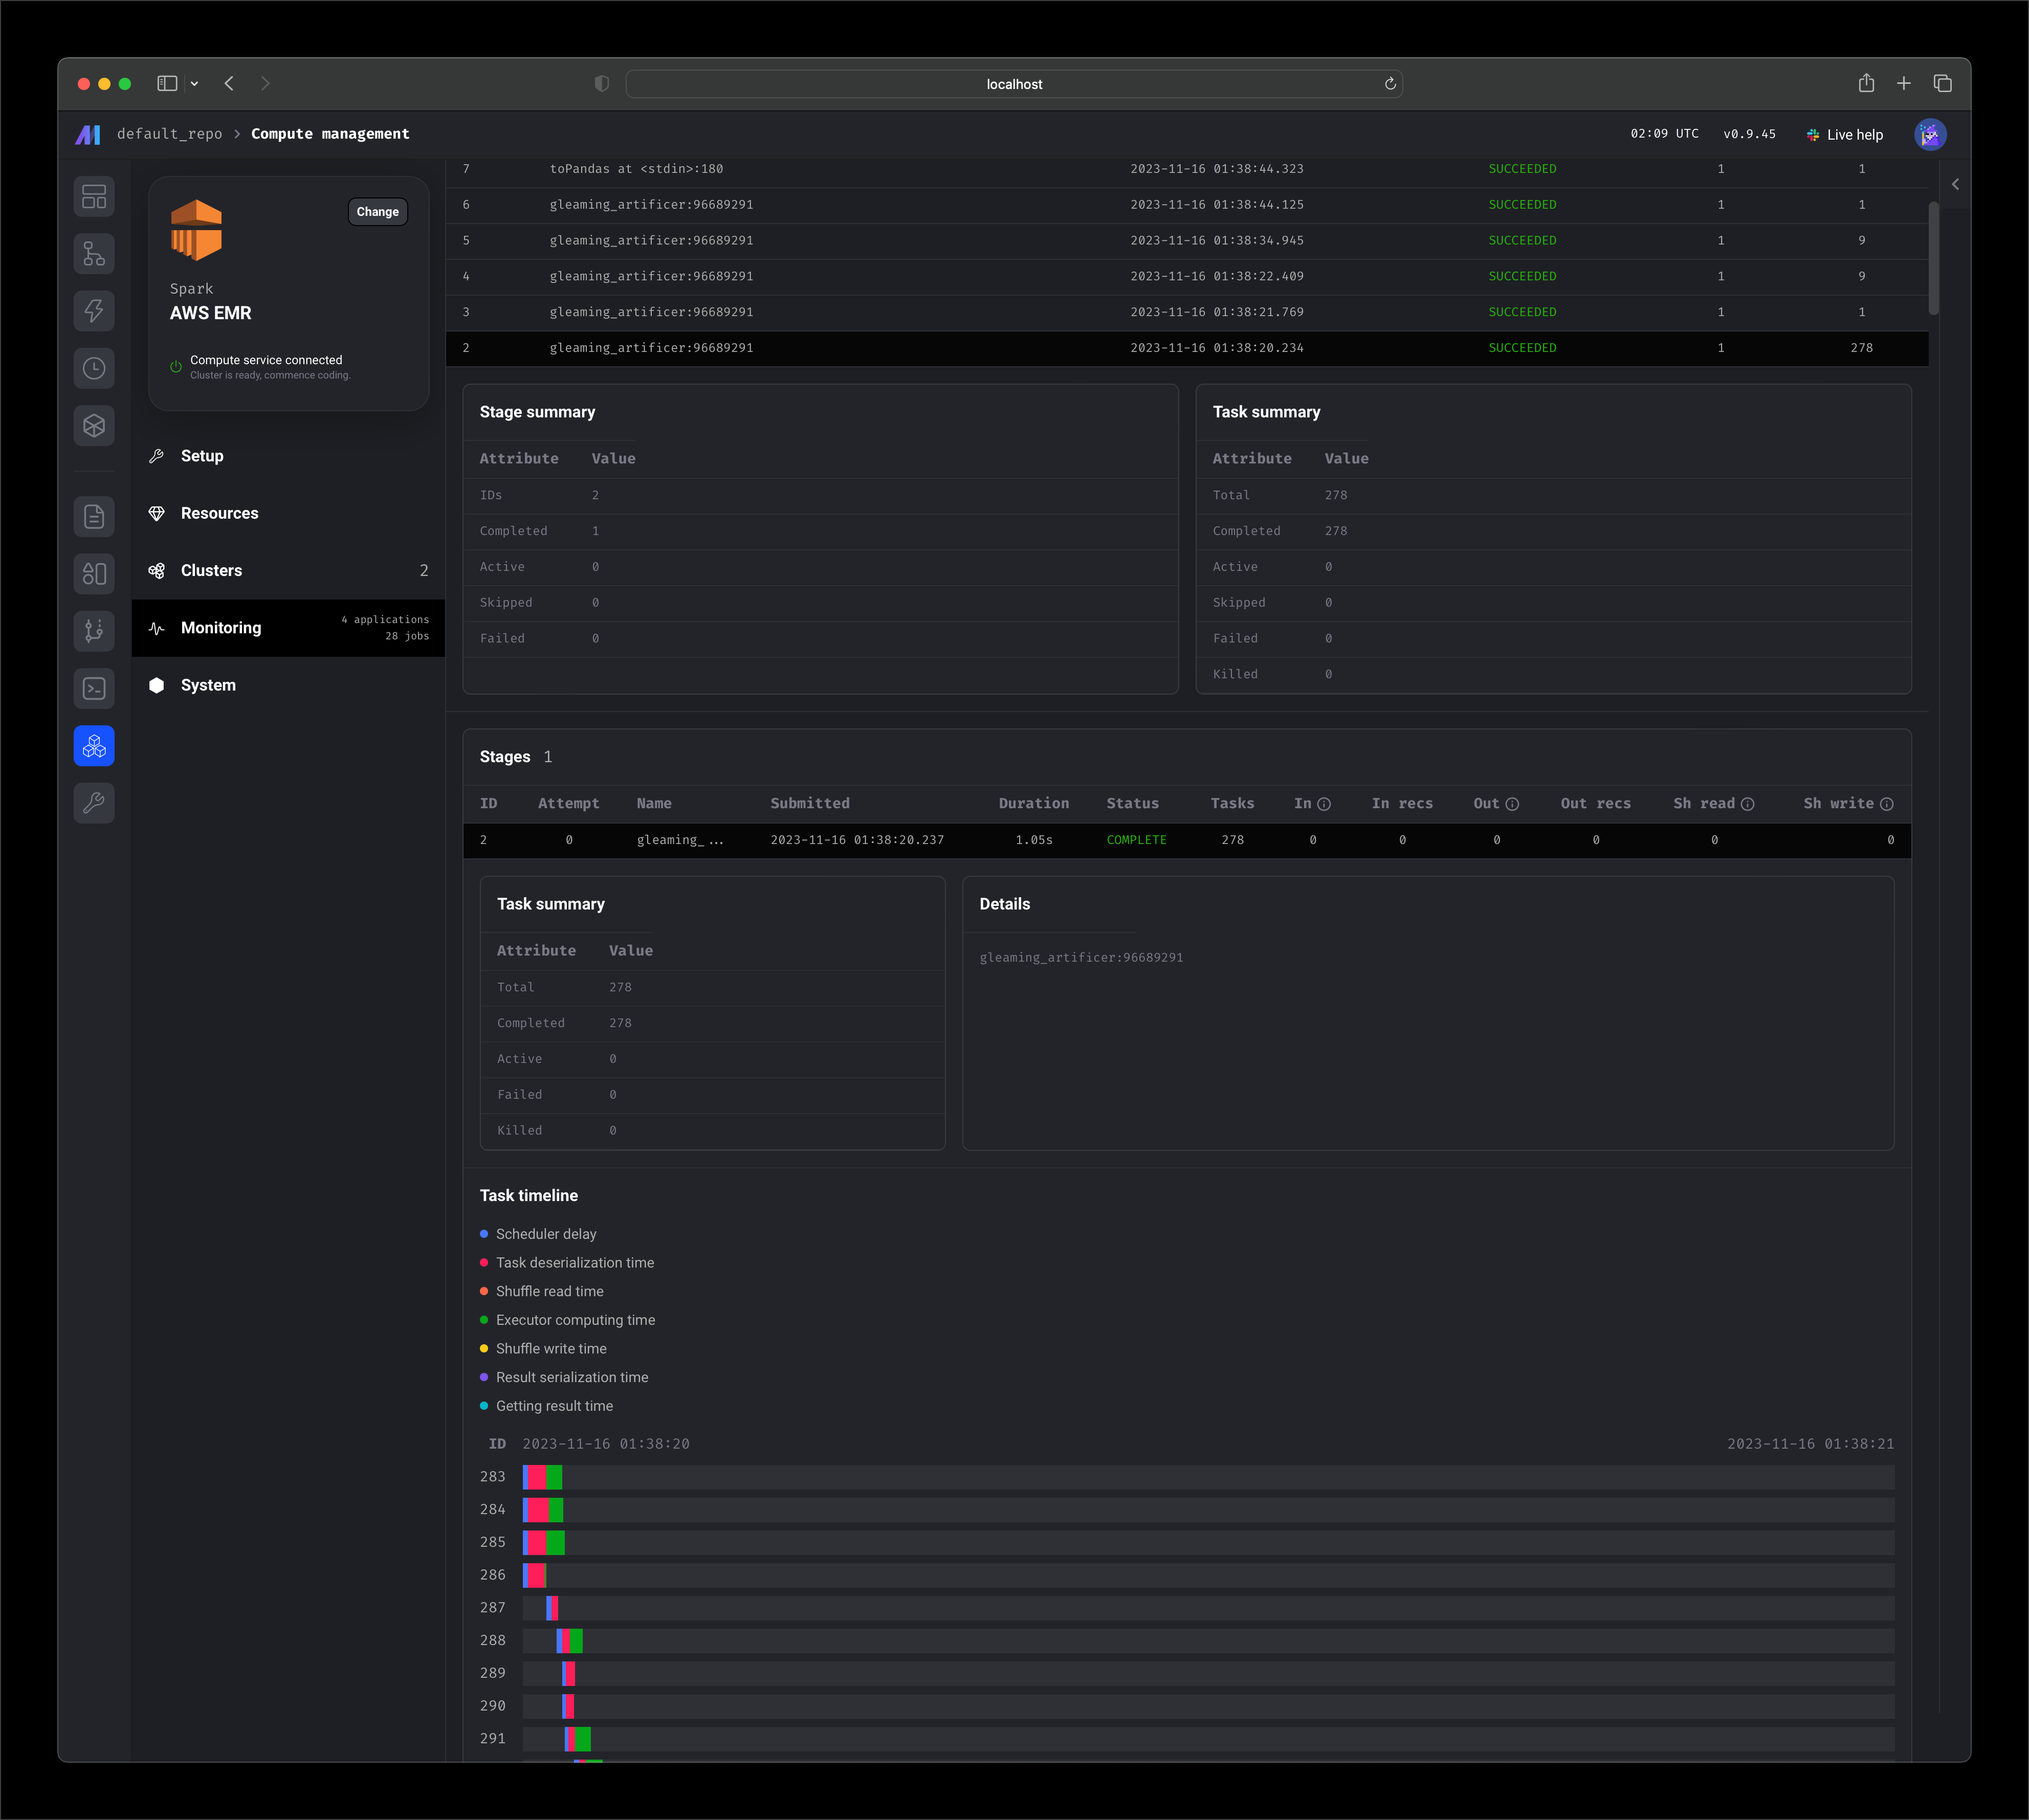 localhost
default_repo > Compute management
02:09 UTC v0.9.45 Live help
Change
Spark
AWS EMR
Compute service connected
Cluster is ready, commence coding.
Setup
Resources
Clusters 2
Monitoring 4 applications 28 jobs
System
7 toPandas at <stdin>:180 2023-11-16 01:38:44.323 SUCCEEDED 1 1
6 gleaming_artificer:96689291 2023-11-16 01:38:44.125 SUCCEEDED 1 1
5 gleaming_artificer:96689291 2023-11-16 01:38:34.945 SUCCEEDED 1 9
4 gleaming_artificer:96689291 2023-11-16 01:38:22.409 SUCCEEDED 1 9
3 gleaming_artificer:96689291 2023-11-16 01:38:21.769 SUCCEEDED 1 1
2 gleaming_artificer:96689291 2023-11-16 01:38:20.234 SUCCEEDED 1 278
Stage summary
Attribute Value
IDs 2
Completed 1
Active 0
Skipped 0
Failed 0
Task summary
Attribute Value
Total 278
Completed 278
Active 0
Skipped 0
Failed 0
Killed 0
Stages 1
ID Attempt Name Submitted Duration Status Tasks In In recs Out Out recs Sh read Sh write
2 0 gleaming_... 2023-11-16 01:38:20.237 1.05s COMPLETE 278 0 0 0 0 0 0
Task summary
Attribute Value
Total 278
Completed 278
Active 0
Failed 0
Killed 0
Details
gleaming_artificer:96689291
Task timeline
Scheduler delay
Task deserialization time
Shuffle read time
Executor computing time
Shuffle write time
Result serialization time
Getting result time
ID 2023-11-16 01:38:20 2023-11-16 01:38:21
283
284
285
286
287
288
289
290
291